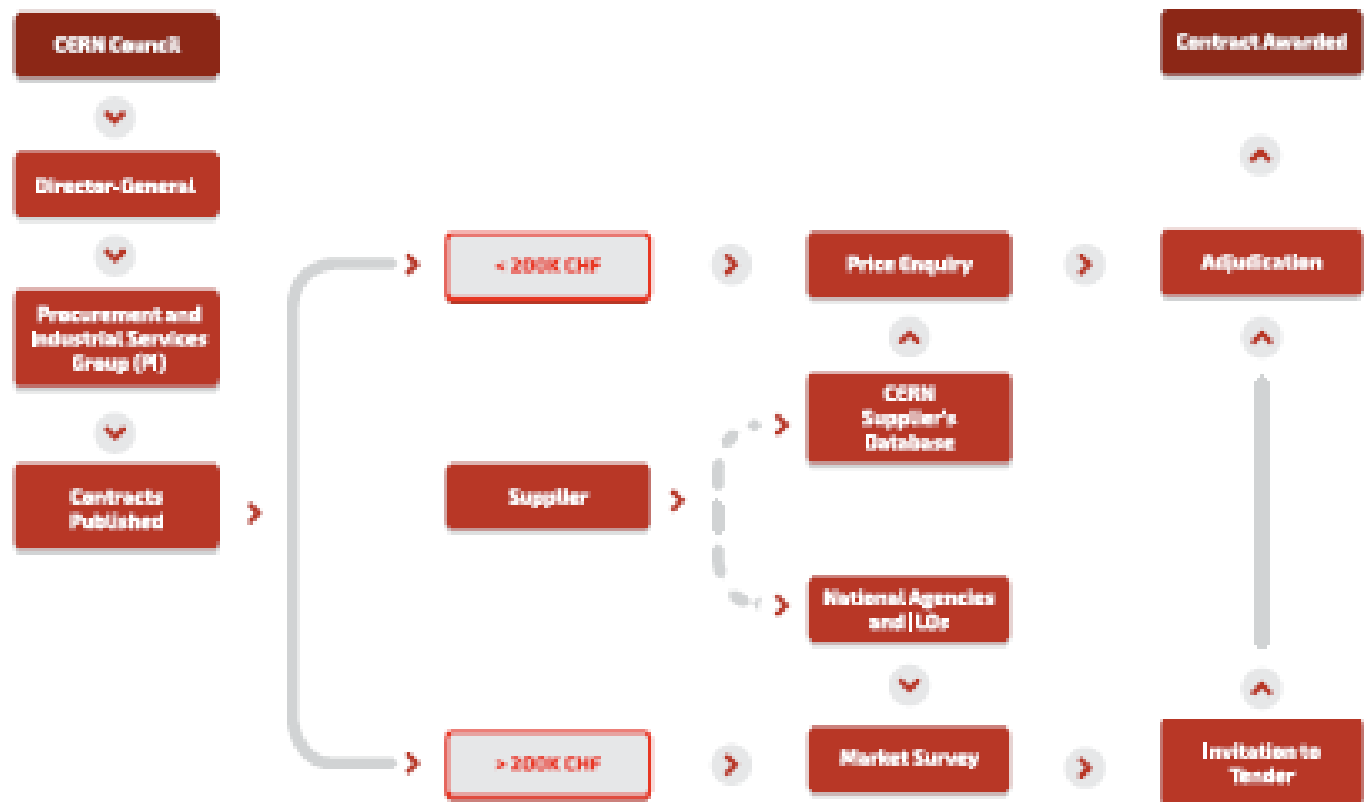 CERN Council
Director-General
Procurement and
Industrial Services
Group (PI)
Contracts
Published
< 200K CHF
Supplier
> 200K CHF
Price Enquiry
CERN
Supplier's
Database
National Agencies
and ILOs
Market Survey
Contract Awarded
Adjudication
Invitation to
Tender